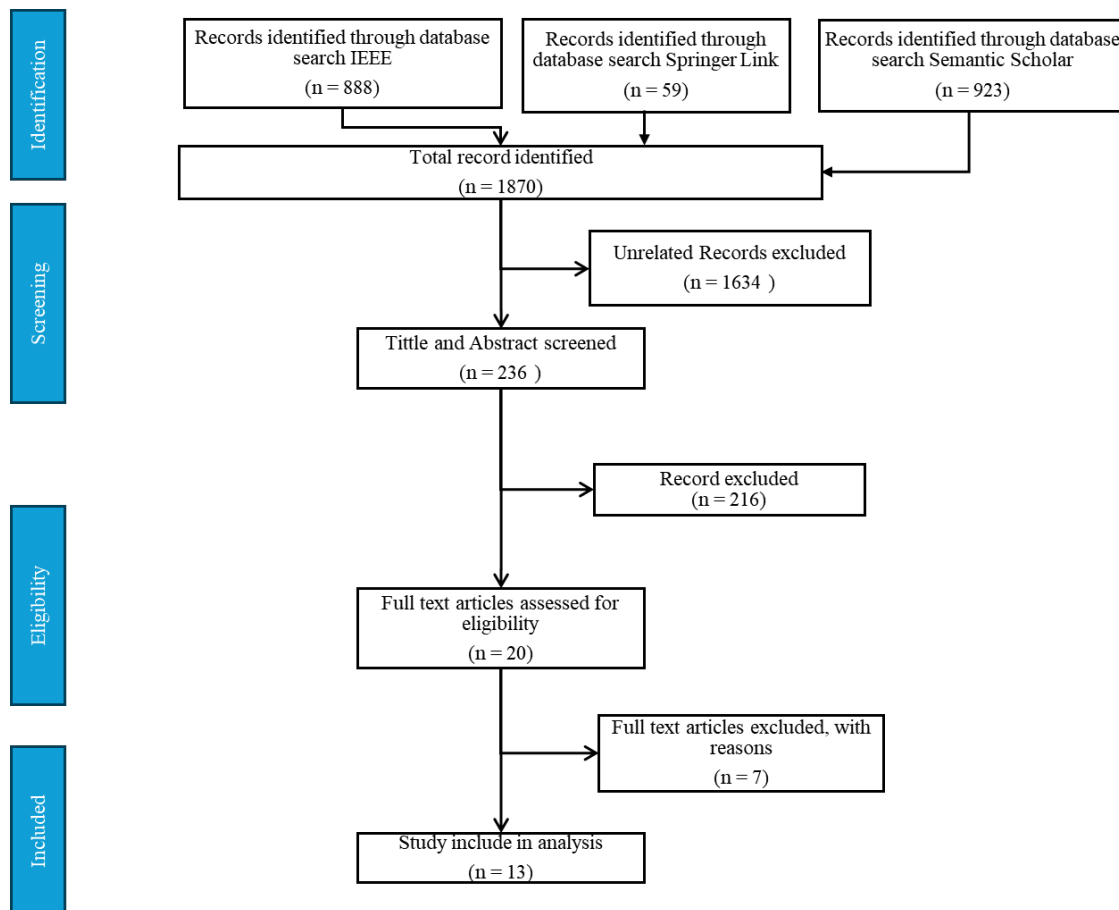 Identification
Records identified through database
search IEEE
(n = 888)
Records identified through
database search Springer Link
(n = 59)
Records identified through database
search Semantic Scholar
(n = 923)
Total record identified
(n = 1870)
Screening
Unrelated Records excluded
(n = 1634 )
Tittle and Abstract screened
(n = 236 )
Record excluded
(n = 216)
Eligibility
Full text articles assessed for
eligibility
(n = 20)
Full text articles excluded, with
reasons
(n = 7)
Included
Study include in analysis
(n = 13)